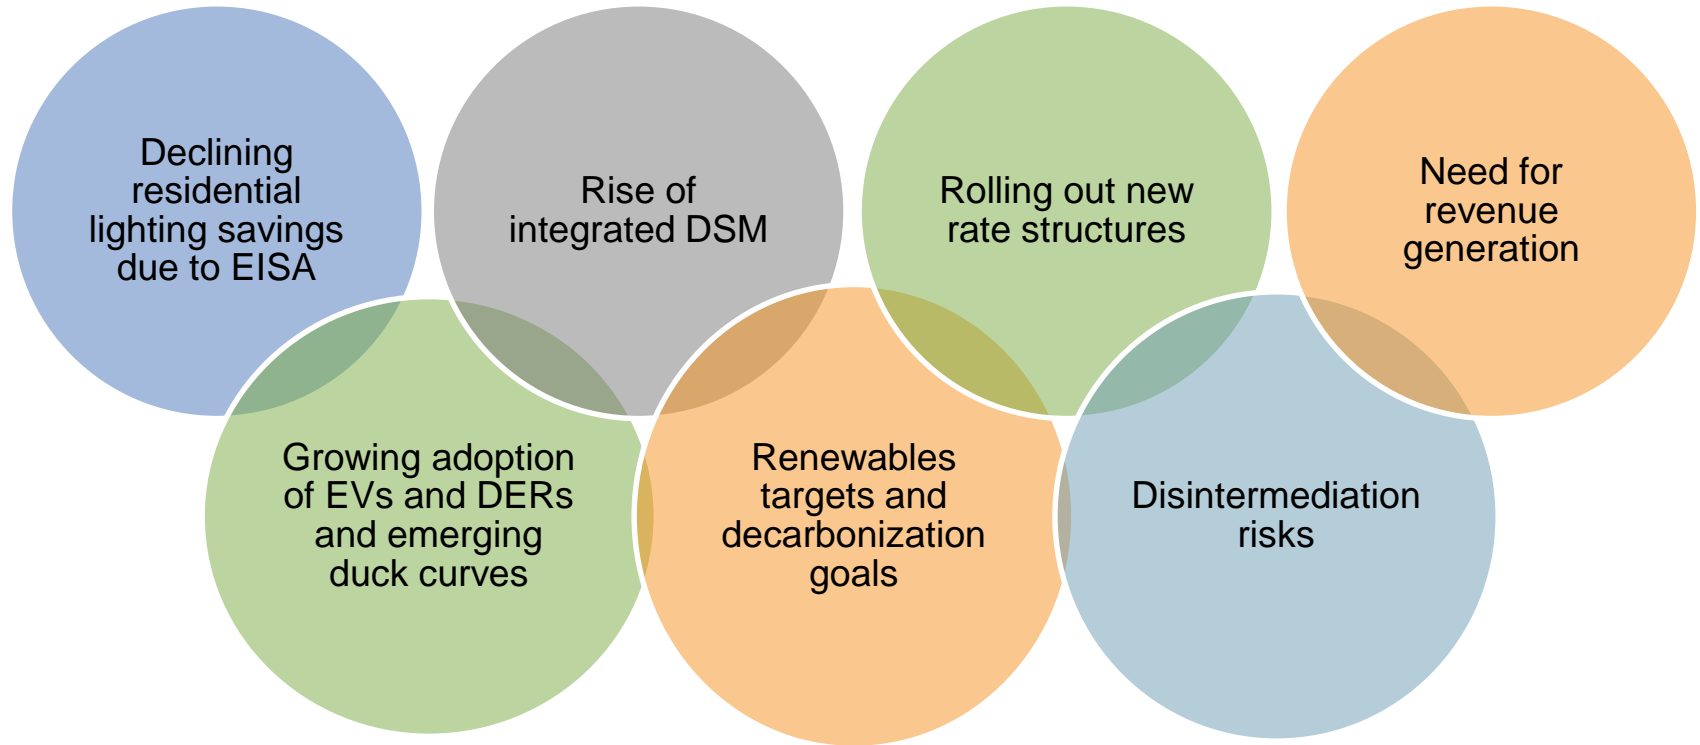 Declining
residential
lighting savings
due to EISA
Rise of
integrated DSM
Rolling out new
rate structures
Need for
revenue
generation
Growing adoption
of EVs and DERs
and emerging
duck curves
Renewables
targets and
decarbonization
goals
Disintermediation
risks